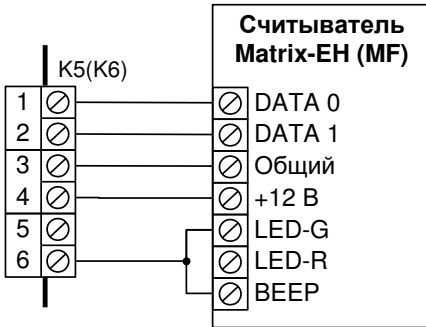 Считыватель
Matrix-EH (MF)
K5(K6)
1 DATA 0
2 DATA 1
3 Общий
4 +12 В
5 LED-G
6 LED-R
BEEP